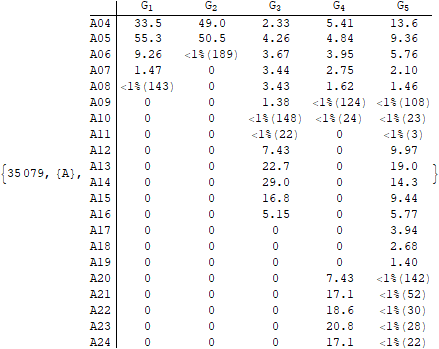 G1 G2 G3 G4 G5
A04 33.5 49.0 2.33 5.41 13.6
A05 55.3 50.5 4.26 4.84 9.36
A06 9.26 <1%(189) 3.67 3.95 5.76
A07 1.47 0 3.44 2.75 2.10
A08 <1%(143) 0 3.43 1.62 1.46
A09 0 0 1.38 <1%(124) <1%(108)
A10 0 0 <1%(148) <1%(24) <1%(23)
A11 0 0 <1%(22) 0 <1%(3)
A12 0 0 7.43 0 9.97
{35079, {A}, A13 0 0 22.7 0 19.0 }
A14 0 0 29.0 0 14.3
A15 0 0 16.8 0 9.44
A16 0 0 5.15 0 5.77
A17 0 0 0 0 3.94
A18 0 0 0 0 2.68
A19 0 0 0 0 1.40
A20 0 0 0 7.43 <1%(142)
A21 0 0 0 17.1 <1%(52)
A22 0 0 0 18.6 <1%(30)
A23 0 0 0 20.8 <1%(28)
A24 0 0 0 17.1 <1%(22)